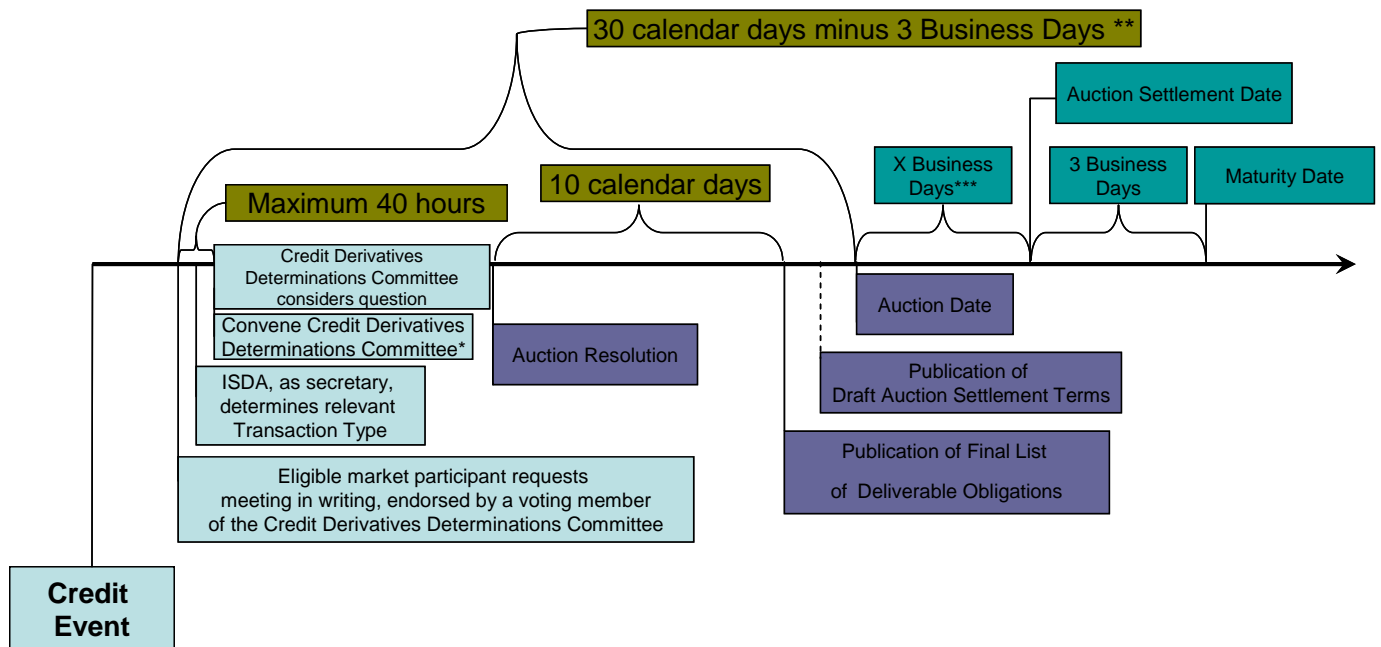 30 calendar days minus 3 Business Days **
Auction Settlement Date
X Business
Days***
3 Business
Days
Maturity Date
10 calendar days
Maximum 40 hours
Credit Derivatives
Determinations Committee
considers question
Convene Credit Derivatives
Determinations Committee*
ISDA, as secretary,
determines relevant
Transaction Type
Eligible market participant requests
meeting in writing, endorsed by a voting member
of the Credit Derivatives Determinations Committee
Auction Resolution
Auction Date
Publication of
Draft Auction Settlement Terms
Publication of Final List
of Deliverable Obligations
Credit
Event